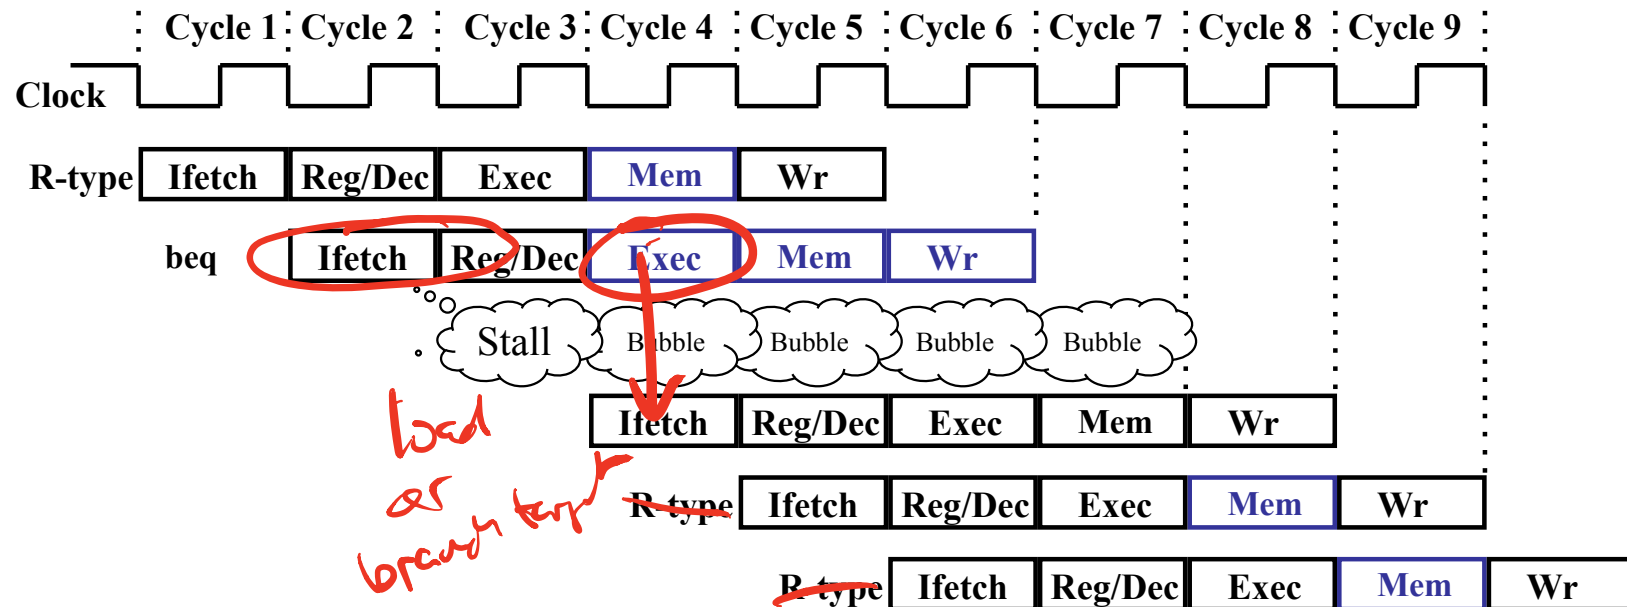 Cycle 1 Cycle 2 Cycle 3 Cycle 4 Cycle 5 Cycle 6 Cycle 7 Cycle 8 Cycle 9
Clock
R-type Ifetch Reg/Dec Exec Mem Wr
beq Ifetch Reg/Dec Exec Mem Wr
Stall Bubble Bubble Bubble Bubble
load
or
branch target
Ifetch Reg/Dec Exec Mem Wr
R-type Ifetch Reg/Dec Exec Mem Wr
R-type Ifetch Reg/Dec Exec Mem Wr